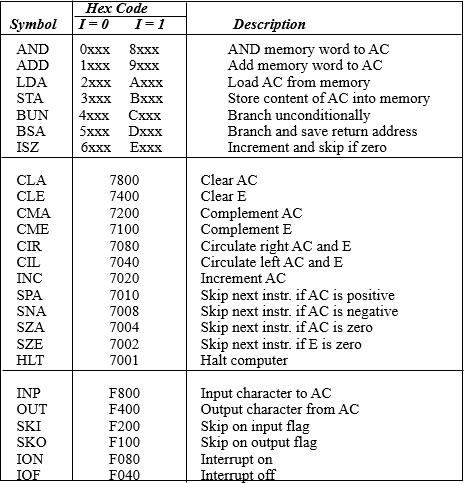 Hex Code
Symbol I = 0 I = 1 Description
AND 0xxx 8xxx AND memory word to AC
ADD 1xxx 9xxx Add memory word to AC
LDA 2xxx Axxx Load AC from memory
STA 3xxx Bxxx Store content of AC into memory
BUN 4xxx Cxxx Branch unconditionally
BSA 5xxx Dxxx Branch and save return address
ISZ 6xxx Exxx Increment and skip if zero
CLA 7800 Clear AC
CLE 7400 Clear E
CMA 7200 Complement AC
CME 7100 Complement E
CIR 7080 Circulate right AC and E
CIL 7040 Circulate left AC and E
INC 7020 Increment AC
SPA 7010 Skip next instr. if AC is positive
SNA 7008 Skip next instr. if AC is negative
SZA 7004 Skip next instr. if AC is zero
SZE 7002 Skip next instr. if E is zero
HLT 7001 Halt computer
INP F800 Input character to AC
OUT F400 Output character from AC
SKI F200 Skip on input flag
SKO F100 Skip on output flag
ION F080 Interrupt on
IOF F040 Interrupt off